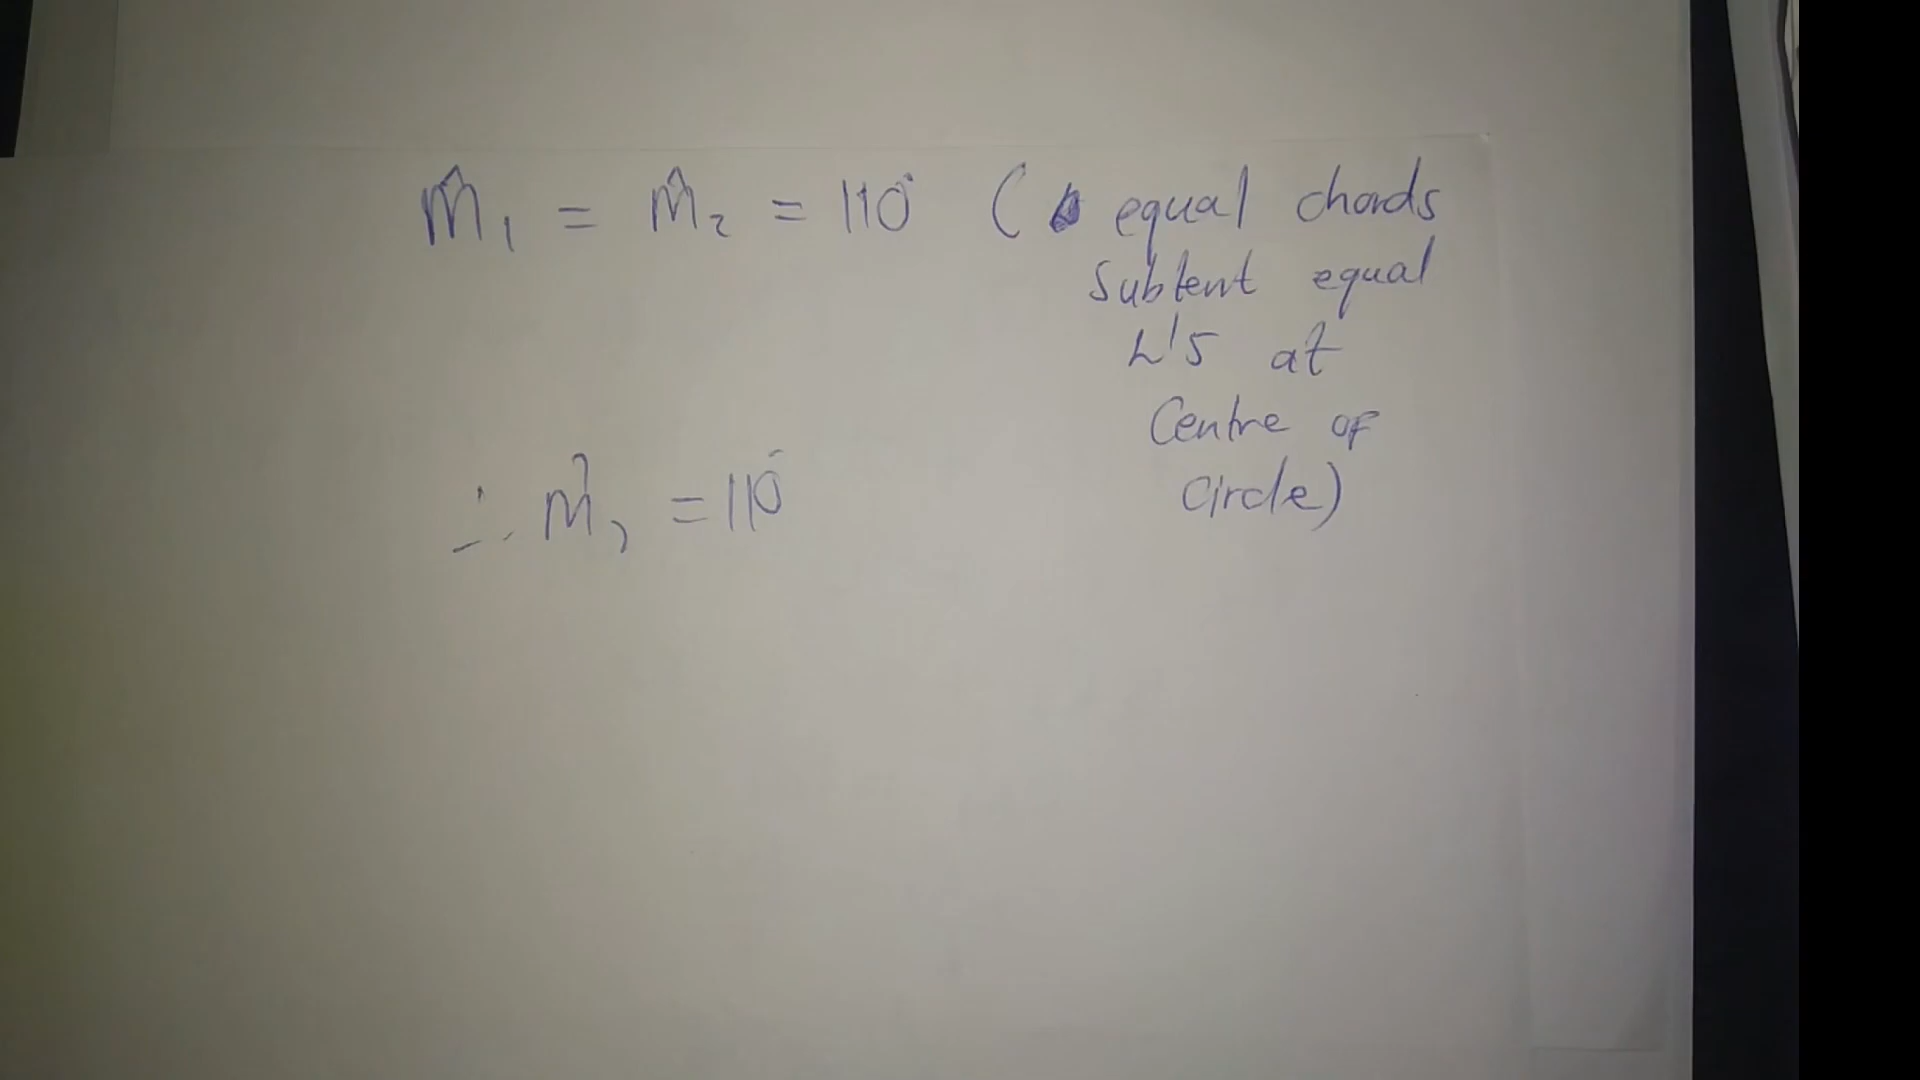 M̂₁ = M̂₂ = 110° ( equal chords
Subtent equal
∠'s at
Centre of
Circle)
∴ M̂₂ = 110°